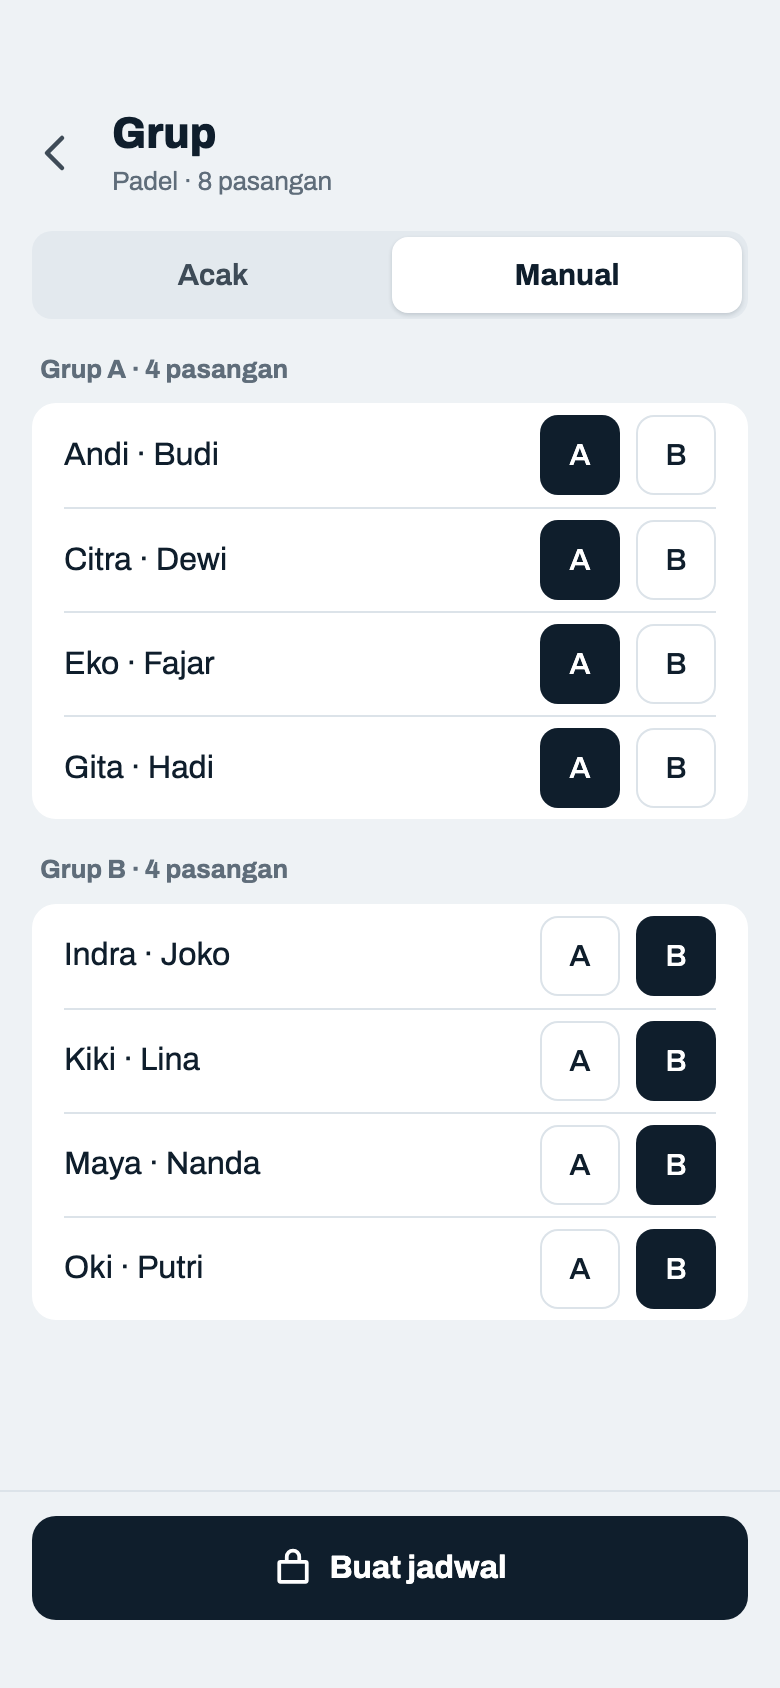 Grup
Padel · 8 pasangan
Acak Manual
Grup A · 4 pasangan
Andi · Budi A B
Citra · Dewi A B
Eko · Fajar A B
Gita · Hadi A B
Grup B · 4 pasangan
Indra · Joko A B
Kiki · Lina A B
Maya · Nanda A B
Oki · Putri A B
Buat jadwal